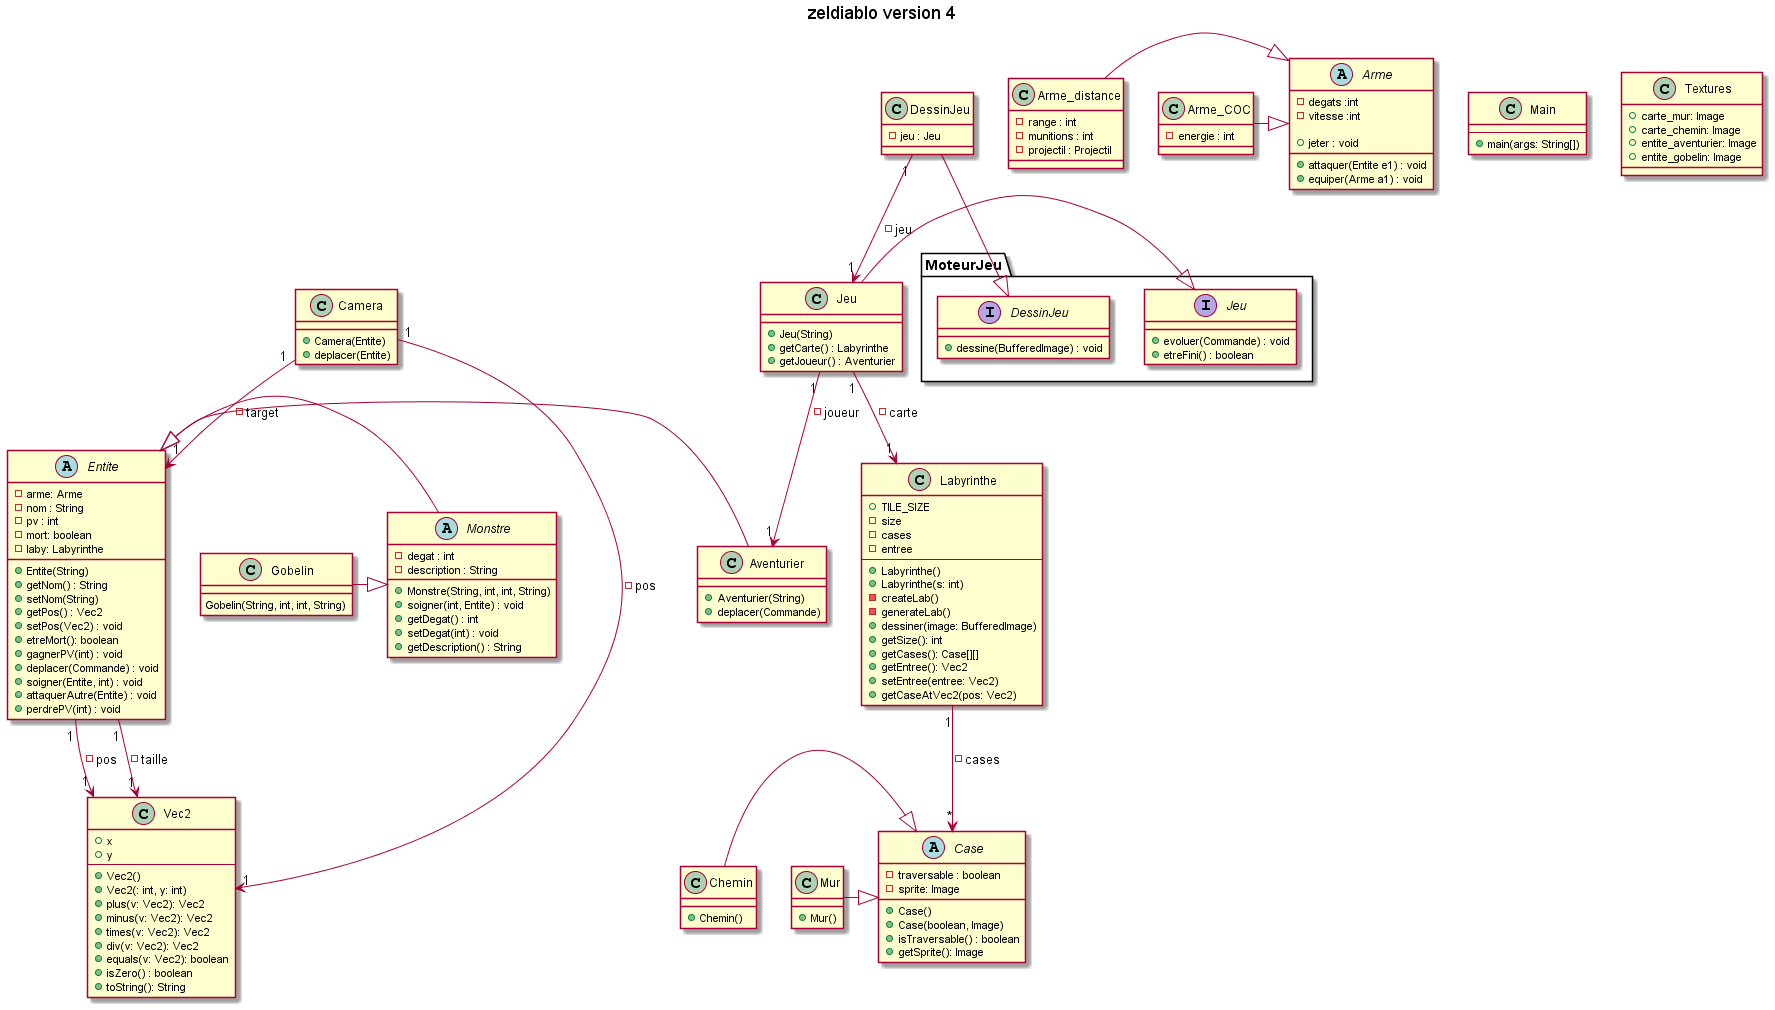 zeldiablo version 4
DessinJeu
jeu : Jeu
Arme_distance
range : int
munitions : int
projectil : Projectil
Arme_COC
energie : int
Arme
degats :int
vitesse :int
jeter : void
attaquer(Entite e1) : void
equiper(Arme a1) : void
Main
main(args: String[])
Textures
carte_mur: Image
carte_chemin: Image
entite_aventurier: Image
entite_gobelin: Image
1
jeu
1
MoteurJeu
DessinJeu
dessine(BufferedImage) : void
Jeu
evoluer(Commande) : void
etreFini() : boolean
Camera
Camera(Entite)
deplacer(Entite)
Jeu
Jeu(String)
getCarte() : Labyrinthe
getJoueur() : Aventurier
1
1
target
1
1
joueur
1
1
carte
1
Entite
arme: Arme
nom : String
pv : int
mort: boolean
laby: Labyrinthe
Entite(String)
getNom() : String
setNom(String)
getPos() : Vec2
setPos(Vec2) : void
etreMort(): boolean
gagnerPV(int) : void
deplacer(Commande) : void
soigner(Entite, int) : void
attaquerAutre(Entite) : void
perdrePV(int) : void
Gobelin
Gobelin(String, int, int, String)
Monstre
degat : int
description : String
Monstre(String, int, int, String)
soigner(int, Entite) : void
getDegat() : int
setDegat(int) : void
getDescription() : String
pos
Aventurier
Aventurier(String)
deplacer(Commande)
Labyrinthe
TILE_SIZE
size
cases
entree
Labyrinthe()
Labyrinthe(s: int)
createLab()
generateLab()
dessiner(image: BufferedImage)
getSize(): int
getCases(): Case[][]
getEntree(): Vec2
setEntree(entree: Vec2)
getCaseAtVec2(pos: Vec2)
1
pos
1
1
taille
1
1
cases
*
Vec2
x
y
Vec2()
Vec2(: int, y: int)
plus(v: Vec2): Vec2
minus(v: Vec2): Vec2
times(v: Vec2): Vec2
div(v: Vec2): Vec2
equals(v: Vec2): boolean
isZero() : boolean
toString(): String
1
Chemin
Chemin()
Mur
Mur()
Case
traversable : boolean
sprite: Image
Case()
Case(boolean, Image)
isTraversable() : boolean
getSprite(): Image